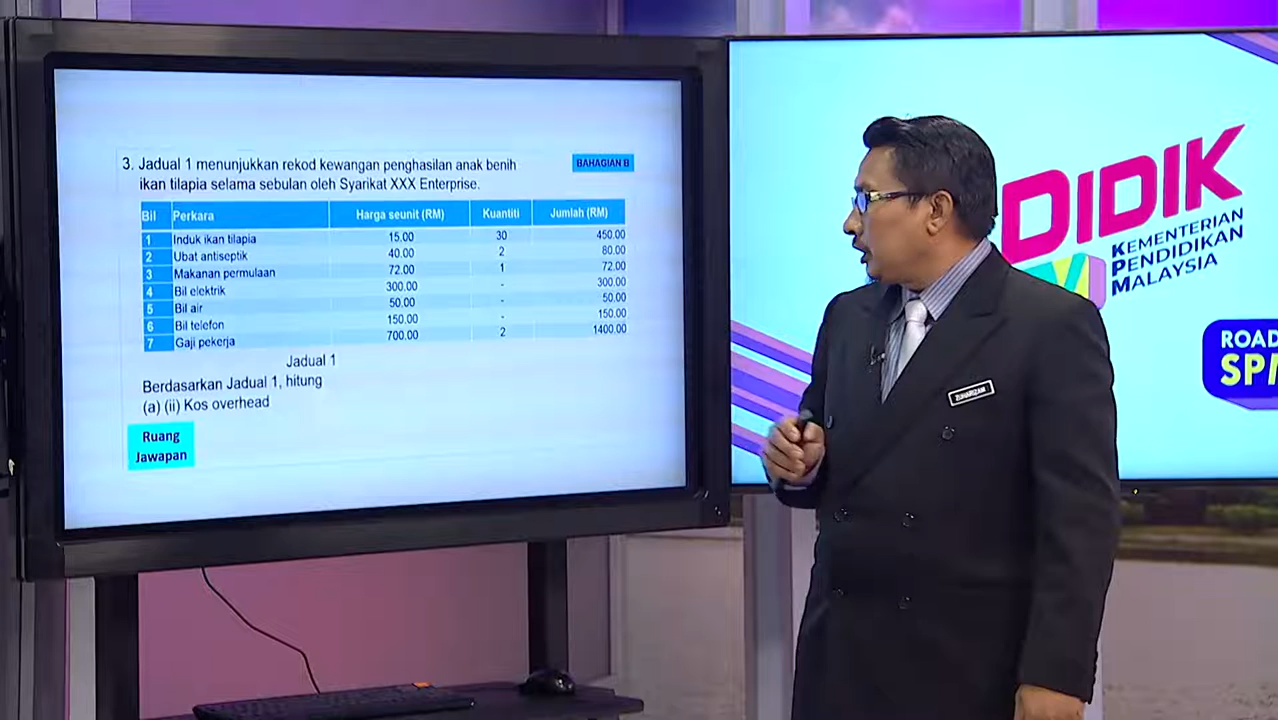 3. Jadual 1 menunjukkan rekod kewangan penghasilan anak benih
ikan tilapia selama sebulan oleh Syarikat XXX Enterprise.
BAHAGIAN B
Bil Perkara Harga seunit (RM) Kuantiti Jumlah (RM)
1 Induk ikan tilapia 15.00 30 450.00
2 Ubat antiseptik 40.00 2 80.00
3 Makanan permulaan 72.00 1 72.00
4 Bil elektrik 300.00 - 300.00
5 Bil air 50.00 - 50.00
6 Bil telefon 150.00 - 150.00
7 Gaji pekerja 700.00 2 1400.00
Jadual 1
Berdasarkan Jadual 1, hitung
(a) (ii) Kos overhead
Ruang
Jawapan
DIDIK
KEMENTERIAN
PENDIDIKAN
MALAYSIA
ROAD
SPM
ZUHARIZAM